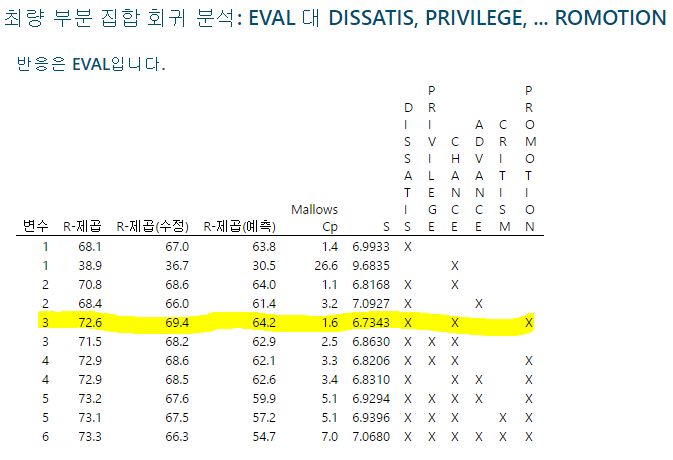 최량 부분 집합 회귀 분석: EVAL 대 DISSATIS, PRIVILEGE, ... ROMOTION
반응은 EVAL입니다.
변수 R-제곱 R-제곱(수정) R-제곱(예측) Mallows Cp S DISSATIS PRIVILEGE CHANCE ADVANCE CRITISM PROMOTION
1 68.1 67.0 63.8 1.4 6.9933 X
1 38.9 36.7 30.5 26.6 9.6835 X
2 70.8 68.6 64.0 1.1 6.8168 X X
2 68.4 66.0 61.4 3.2 7.0927 X X
3 72.6 69.4 64.2 1.6 6.7343 X X X
3 71.5 68.2 62.9 2.5 6.8630 X X X
4 72.9 68.6 62.1 3.3 6.8206 X X X X
4 72.9 68.5 62.6 3.4 6.8310 X X X X
5 73.2 67.6 59.9 5.1 6.9294 X X X X X
5 73.1 67.5 57.2 5.1 6.9396 X X X X X
6 73.3 66.3 54.7 7.0 7.0680 X X X X X X